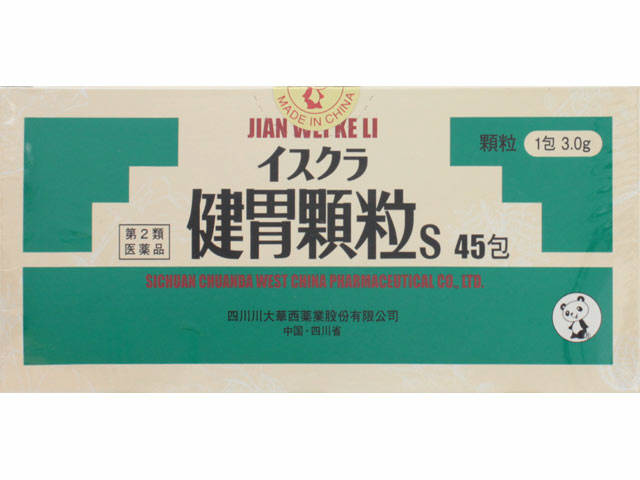 MADE IN CHINA
JIAN WEI KE LI
イスクラ
顆粒 1包 3.0g
第2類
医薬品
健胃顆粒S 45包
SICHUAN CHUANDA WEST CHINA PHARMACEUTICAL CO., LTD.
四川川大華西薬業股份有限公司
中国・四川省